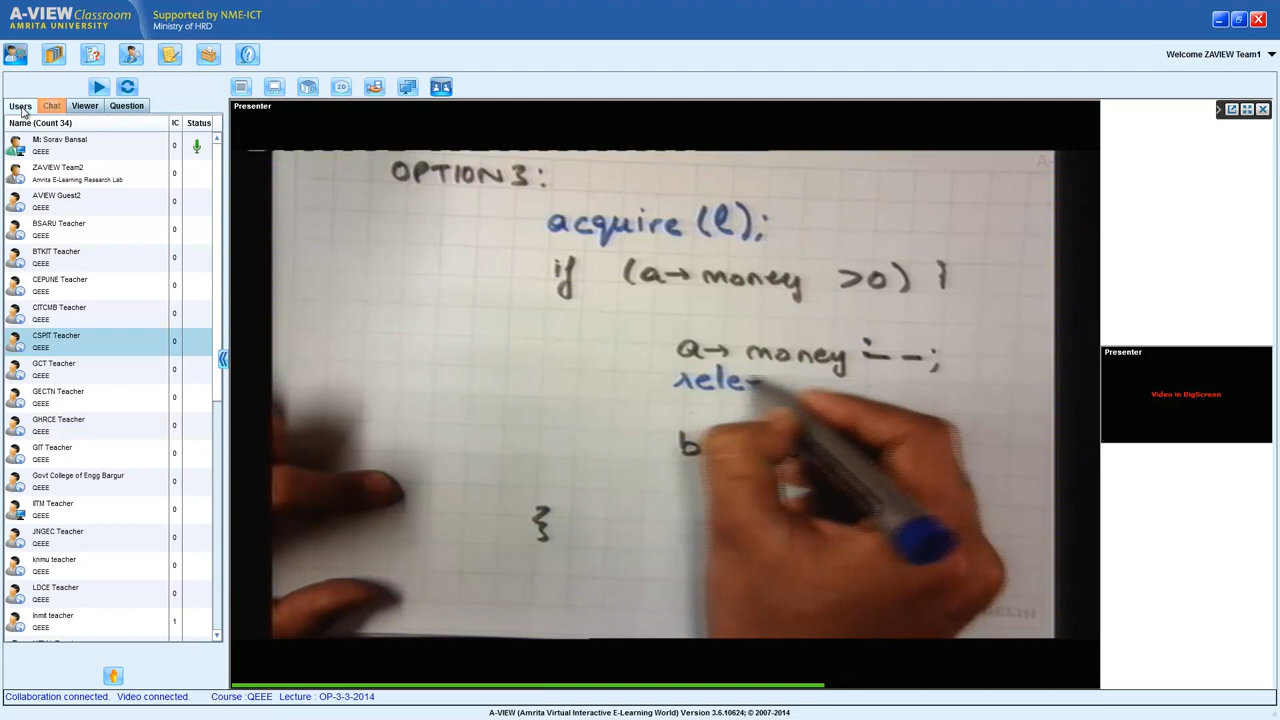 A-VIEW Classroom
AMRITA UNIVERSITY
Supported by NME-ICT
Ministry of HRD
Welcome ZAVIEW Team1
Users Chat Viewer Question
Name (Count 34) IC Status
M: Sorav Bansal
QEEE
0
ZAVIEW Team2
Amrita E-Learning Research Lab
0
AVIEW Guest2
QEEE
0
BSARU Teacher
QEEE
0
BTKIT Teacher
QEEE
0
CEPUNE Teacher
QEEE
0
CITCMB Teacher
QEEE
0
CSPIT Teacher
QEEE
0
GCT Teacher
QEEE
0
GECTN Teacher
QEEE
0
GHRCE Teacher
QEEE
0
GIT Teacher
QEEE
0
Govt College of Engg Bargur
QEEE
0
IITM Teacher
QEEE
0
JNGEC Teacher
QEEE
0
knmu teacher
QEEE
0
LDCE Teacher
QEEE
0
lnmit teacher
QEEE
1
Presenter
OPTION 3:
acquire (l);
if (a→ money >0) {
a→ money = --;
rele
b
}
Presenter
Video in BigScreen
Collaboration connected. Video connected. Course :QEEE Lecture : OP-3-3-2014
A-VIEW (Amrita Virtual Interactive E-Learning World) Version 3.6.10624; © 2007-2014